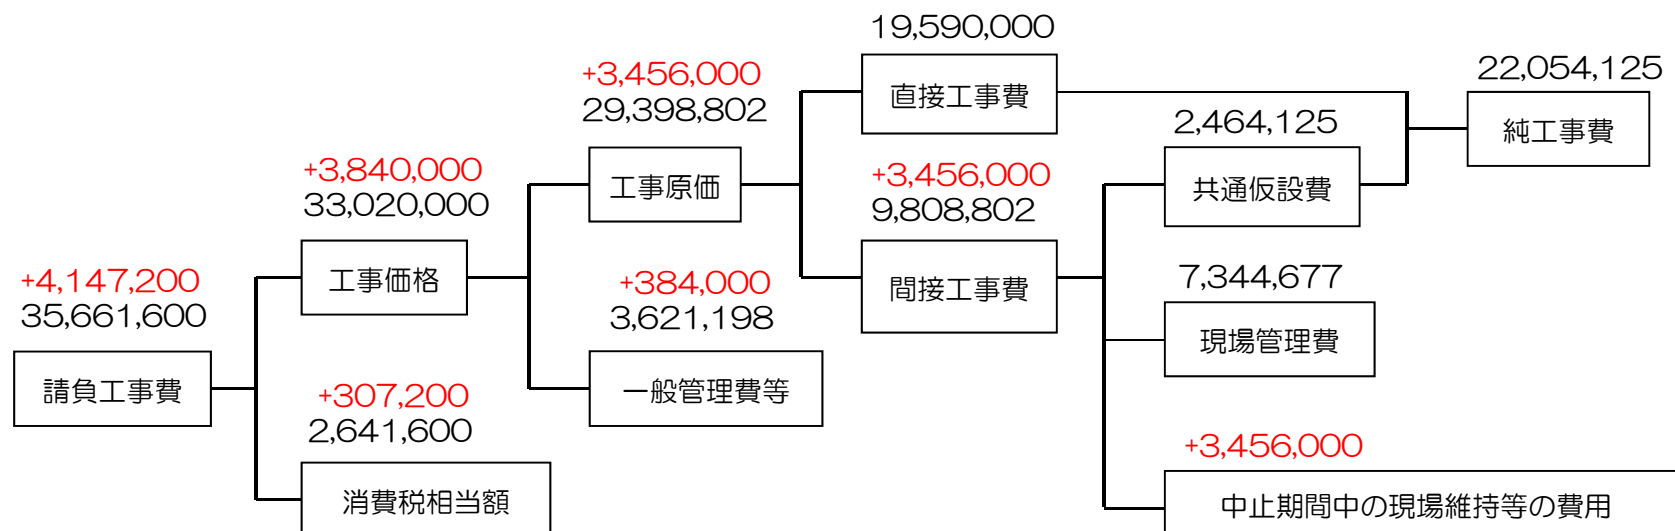 19,590,000
直接工事費
22,054,125
純工事費
+3,456,000
29,398,802
工事原価
2,464,125
共通仮設費
+3,840,000
33,020,000
工事価格
+3,456,000
9,808,802
間接工事費
+4,147,200
35,661,600
請負工事費
+384,000
3,621,198
一般管理費等
7,344,677
現場管理費
+307,200
2,641,600
消費税相当額
+3,456,000
中止期間中の現場維持等の費用